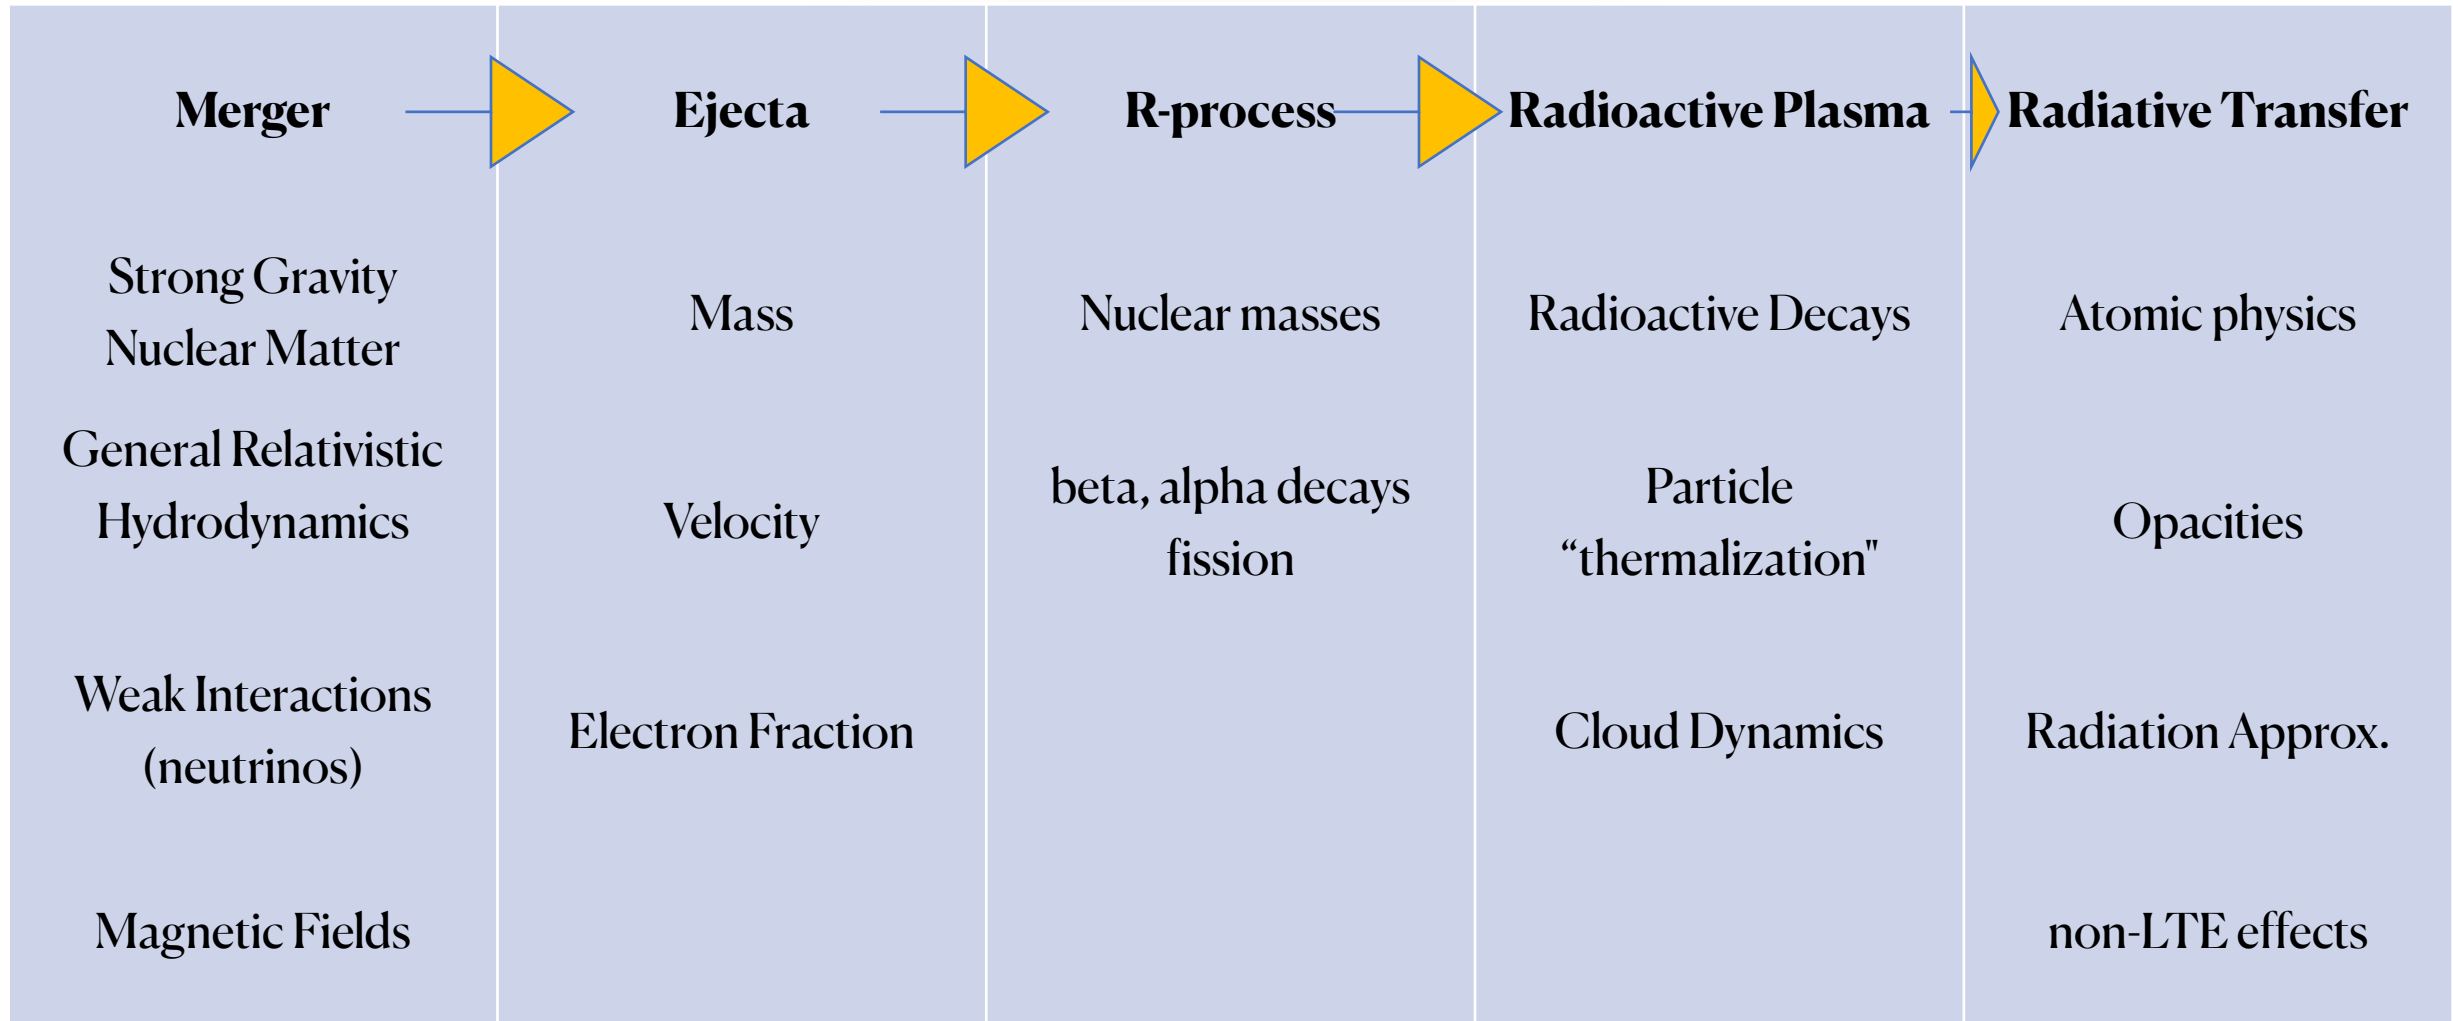 Merger
Ejecta
R-process
Radioactive Plasma
Radiative Transfer
Strong Gravity
Nuclear Matter
Mass
Nuclear masses
Radioactive Decays
Atomic physics
General Relativistic
Hydrodynamics
Velocity
beta, alpha decays
fission
Particle
“thermalization"
Opacities
Weak Interactions
(neutrinos)
Electron Fraction
Cloud Dynamics
Radiation Approx.
Magnetic Fields
non-LTE effects